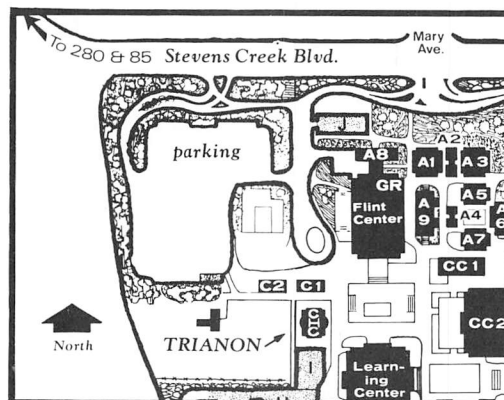 To 280 & 85
Stevens Creek Blvd.
Mary
Ave.
J
parking
A2
A8
A1
A3
GR
A5
Flint
Center
A
9
A4
A
6
A7
CC1
C2
C1
C
C
CC2
North
TRIANON
I
Learn-
ing
Center